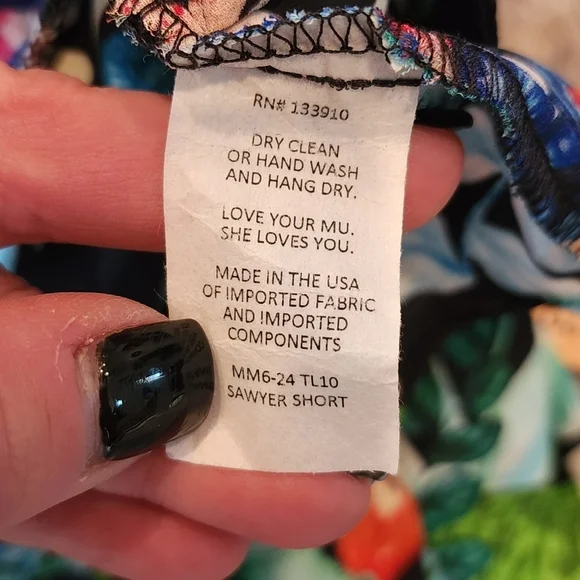 RN# 133910
DRY CLEAN
OR HAND WASH
AND HANG DRY.
LOVE YOUR MU.
SHE LOVES YOU.
MADE IN THE USA
OF IMPORTED FABRIC
AND IMPORTED
COMPONENTS
MM6-24 TL10
SAWYER SHORT